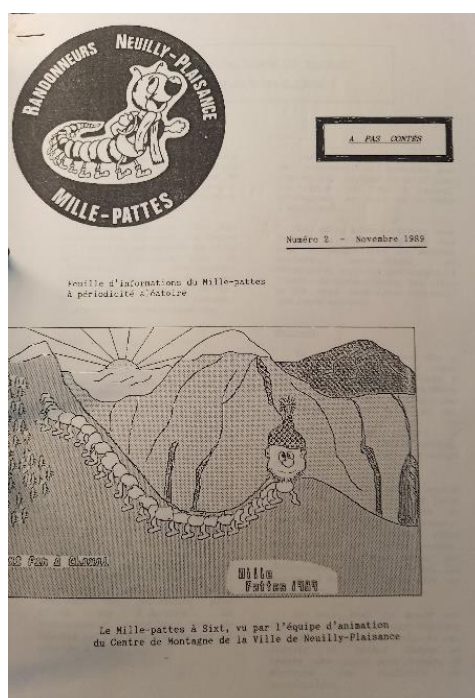 RANDONNEURS NEUILLY-PLAISANCE
MILLE-PATTES
A PAS CONTÉS
Numéro 2 - Novembre 1989
Feuille d'informations du Mille-pattes
à périodicité aléatoire
Mille
Pattes 1989
Le Mille-pattes à Sixt, vu par l'équipe d'animation
du Centre de Montagne de la Ville de Neuilly-Plaisance